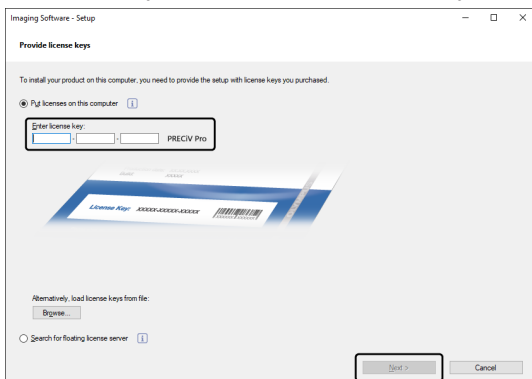 Imaging Software - Setup
Provide license keys
To install your product on this computer, you need to provide the setup with license keys you purchased.
Put licenses on this computer
Enter license key:
- - PRECiV Pro
License Key: XXXXX-XXXXX-XXXXX
Alternatively, load license keys from file:
Browse...
Search for floating license server
Next > Cancel